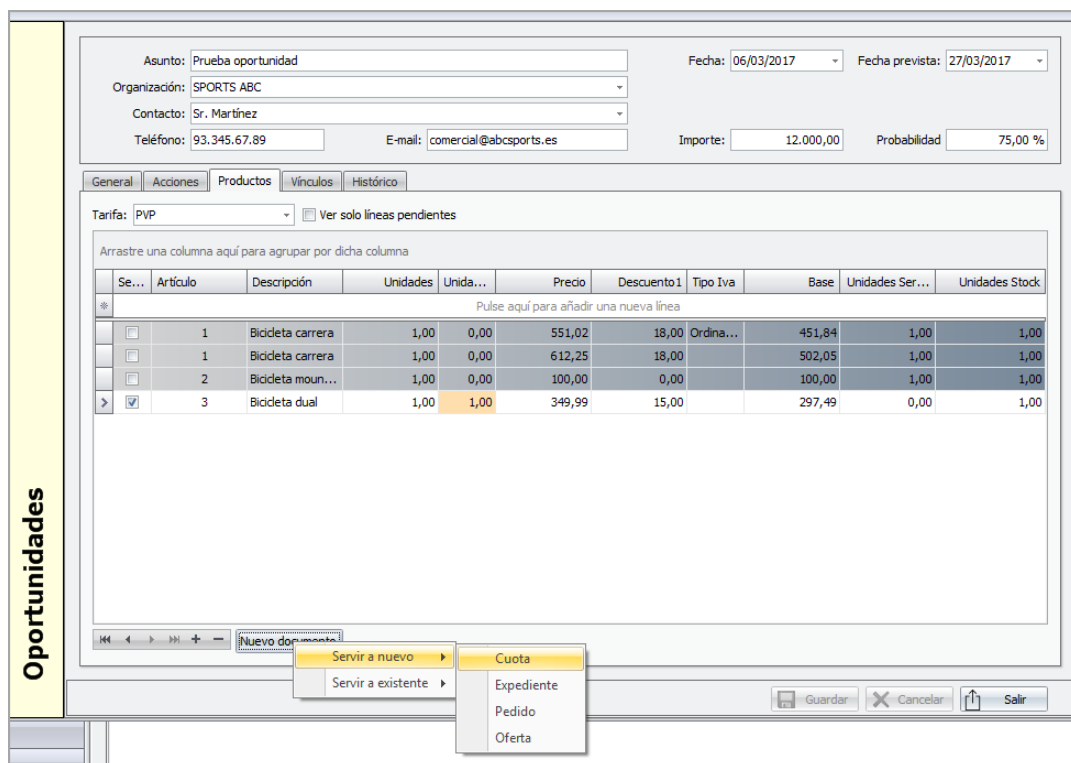 Oportunidades
Asunto: Prueba oportunidad Fecha: 06/03/2017 Fecha prevista: 27/03/2017
Organización: SPORTS ABC
Contacto: Sr. Martínez
Teléfono: 93.345.67.89 E-mail: comercial@abcsports.es Importe: 12.000,00 Probabilidad 75,00 %
General Acciones Productos Vínculos Histórico
Tarifa: PVP Ver solo líneas pendientes
Arrastre una columna aquí para agrupar por dicha columna
Se... Artículo Descripción Unidades Unida... Precio Descuento1 Tipo Iva Base Unidades Ser... Unidades Stock
Pulse aquí para añadir una nueva línea
1 Bicicleta carrera 1,00 0,00 551,02 18,00 Ordina... 451,84 1,00 1,00
1 Bicicleta carrera 1,00 0,00 612,25 18,00 502,05 1,00 1,00
2 Bicideta moun... 1,00 0,00 100,00 0,00 100,00 1,00 1,00
3 Bicicleta dual 1,00 1,00 349,99 15,00 297,49 0,00 1,00
Nuevo documento
Servir a nuevo Cuota
Servir a existente Expediente
Pedido
Oferta
Guardar Cancelar Salir